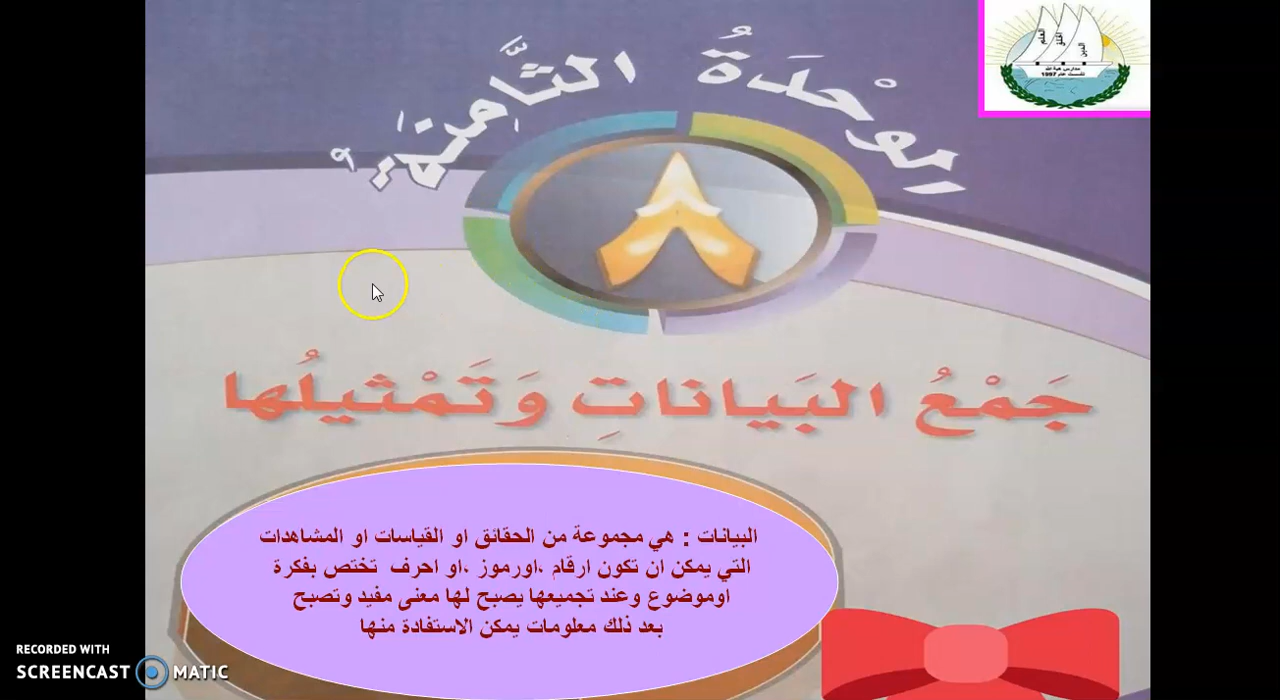 الوَحْدَةُ الثَّامِنَةُ
٨
جَمْعُ البَياناتِ وَتَمْثيلُها
البيانات : هي مجموعة من الحقائق او القياسات او المشاهدات
التي يمكن ان تكون ارقام ،اورموز ،او احرف تختص بفكرة
اوموضوع وعند تجميعها يصبح لها معنى مفيد وتصبح
بعد ذلك معلومات يمكن الاستفادة منها
RECORDED WITH
SCREENCAST MATIC